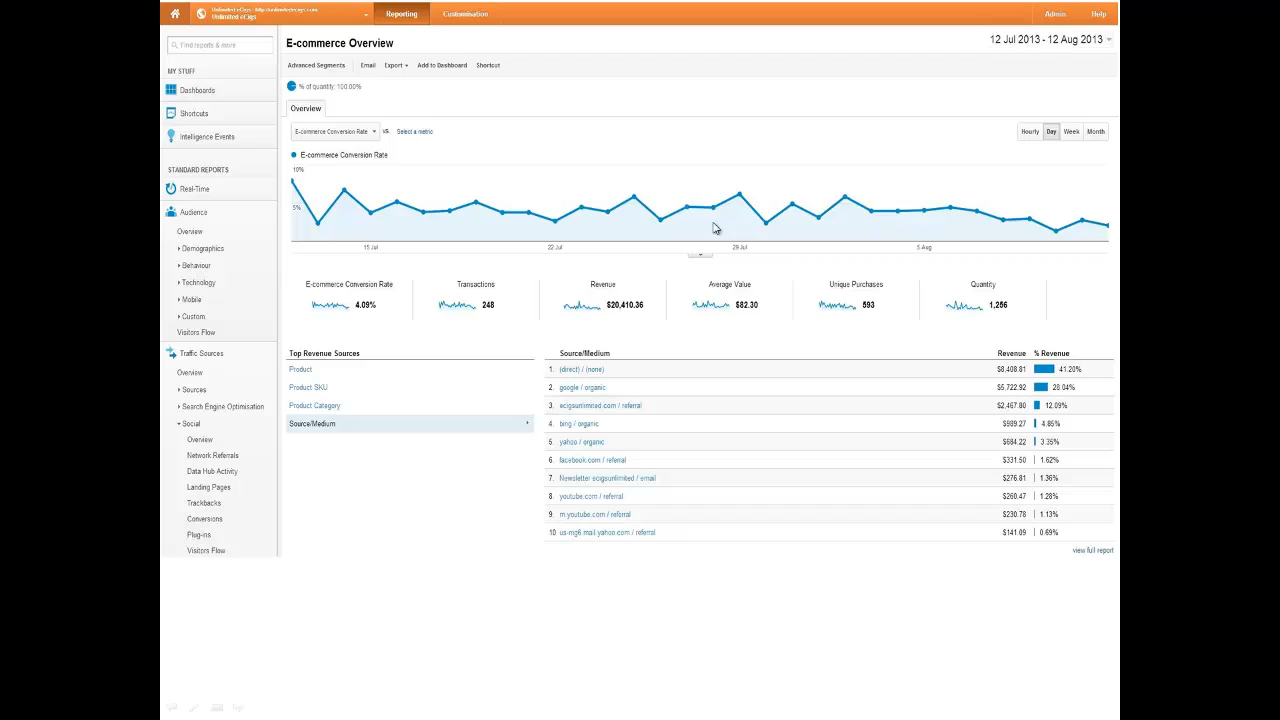 Unlimited eCigs - http://unlimitedecigs.com
Unlimited eCigs
Reporting
Customisation
Admin
Help
Find reports & more
MY STUFF
Dashboards
Shortcuts
Intelligence Events
STANDARD REPORTS
Real-Time
Audience
Overview
Demographics
Behaviour
Technology
Mobile
Custom
Visitors Flow
Traffic Sources
Overview
Sources
Search Engine Optimisation
Social
Overview
Network Referrals
Data Hub Activity
Landing Pages
Trackbacks
Conversions
Plug-ins
Visitors Flow
E-commerce Overview
12 Jul 2013 - 12 Aug 2013
Advanced Segments Email Export Add to Dashboard Shortcut
% of quantity: 100.00%
Overview
E-commerce Conversion Rate VS. Select a metric
Hourly Day Week Month
E-commerce Conversion Rate
10%
5%
15 Jul 22 Jul 29 Jul 5 Aug
E-commerce Conversion Rate Transactions Revenue Average Value Unique Purchases Quantity
4.09% 248 $20,410.36 $82.30 593 1,256
Top Revenue Sources
Product
Product SKU
Product Category
Source/Medium
Source/Medium Revenue % Revenue
1. (direct) / (none) $8,408.81 41.20%
2. google / organic $5,722.92 28.04%
3. ecigsunlimited.com / referral $2,467.80 12.09%
4. bing / organic $989.27 4.85%
5. yahoo / organic $684.22 3.35%
6. facebook.com / referral $331.50 1.62%
7. Newsletter ecigsunlimited / email $276.81 1.36%
8. youtube.com / referral $260.47 1.28%
9. m.youtube.com / referral $230.78 1.13%
10. us-mg6.mail.yahoo.com / referral $141.09 0.69%
view full report